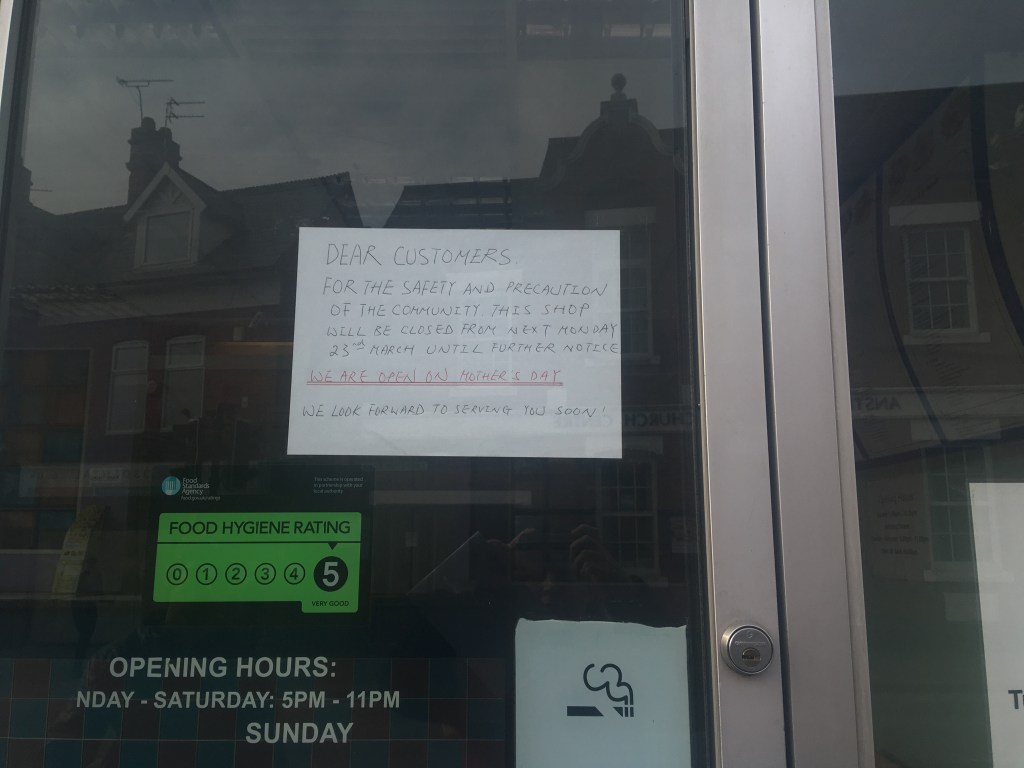 DEAR CUSTOMERS.
FOR THE SAFETY AND PRECAUTION
OF THE COMMUNITY THIS SHOP
WILL BE CLOSED FROM NEXT MONDAY
23rd MARCH UNTIL FURTHER NOTICE
WE ARE OPEN ON MOTHER'S DAY
WE LOOK FORWARD TO SERVING YOU SOON!
Food
Standards
Agency
FOOD HYGIENE RATING
0 1 2 3 4 5
VERY GOOD
OPENING HOURS:
NDAY - SATURDAY: 5PM - 11PM
SUNDAY